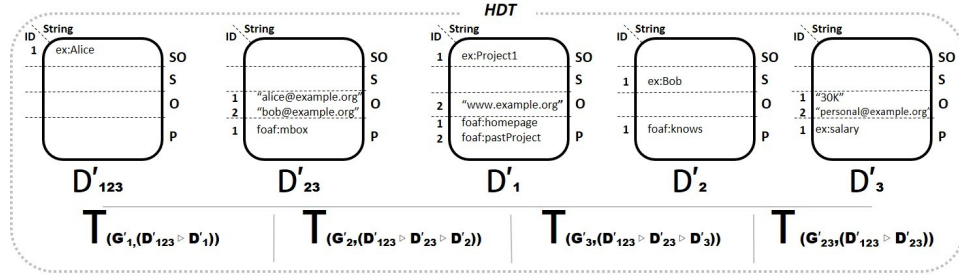 HDT
ID String
1 ex:Alice
SO
S
O
P
D′123
ID String
SO
S
1 "alice@example.org"
2 "bob@example.org"
O
1 foaf:mbox
P
D′23
ID String
1 ex:Project1
SO
S
2 "www.example.org"
O
1 foaf:homepage
2 foaf:pastProject
P
D′1
ID String
SO
1 ex:Bob
S
O
1 foaf:knows
P
D′2
ID String
SO
S
1 "30K"
2 "personal@example.org"
O
1 ex:salary
P
D′3
T(G′1,(D′123 ▷ D′1))
T(G′2,(D′123 ▷ D′23 ▷ D′2))
T(G′3,(D′123 ▷ D′23 ▷ D′3))
T(G′23,(D′123 ▷ D′23))